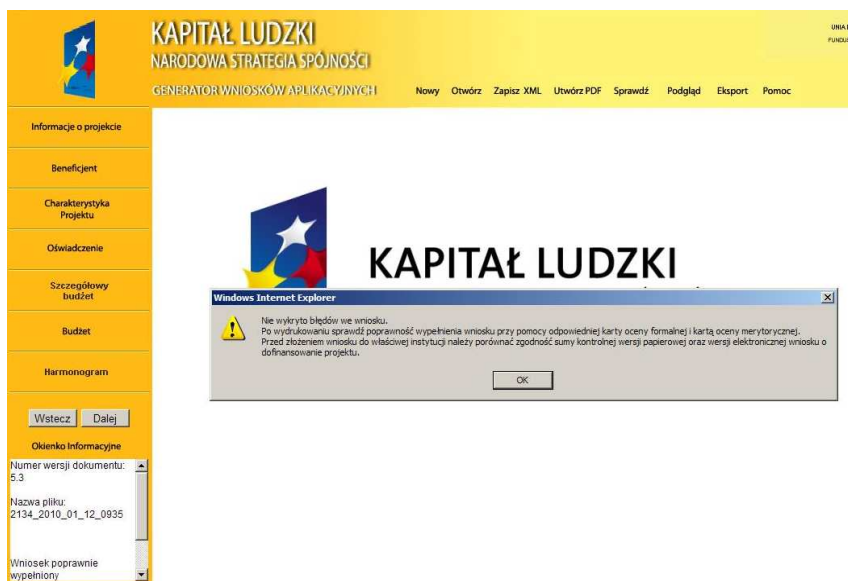 KAPITAŁ LUDZKI
NARODOWA STRATEGIA SPÓJNOŚCI
GENERATOR WNIOSKÓW APLIKACYJNYCH
UNIA
Nowy Otwórz Zapisz XML Utwórz PDF Sprawdź Podgląd Eksport Pomoc
Informacje o projekcie
Beneficjent
Charakterystyka
Projektu
Oświadczenie
Szczegółowy
budżet
Budżet
Harmonogram
Wstecz Dalej
Okienko Informacyjne
Numer wersji dokumentu:
5.3
Nazwa pliku:
2134_2010_01_12_0935
Wniosek poprawnie
wypełniony
KAPITAŁ LUDZKI
Windows Internet Explorer
Nie wykryto błędów we wniosku.
Po wydrukowaniu sprawdź poprawność wypełnienia wniosku przy pomocy odpowiedniej karty oceny formalnej i kartą oceny merytorycznej.
Przed złożeniem wniosku do właściwej instytucji należy porównać zgodność sumy kontrolnej wersji papierowej oraz wersji elektronicznej wniosku o
dofinansowanie projektu.
OK